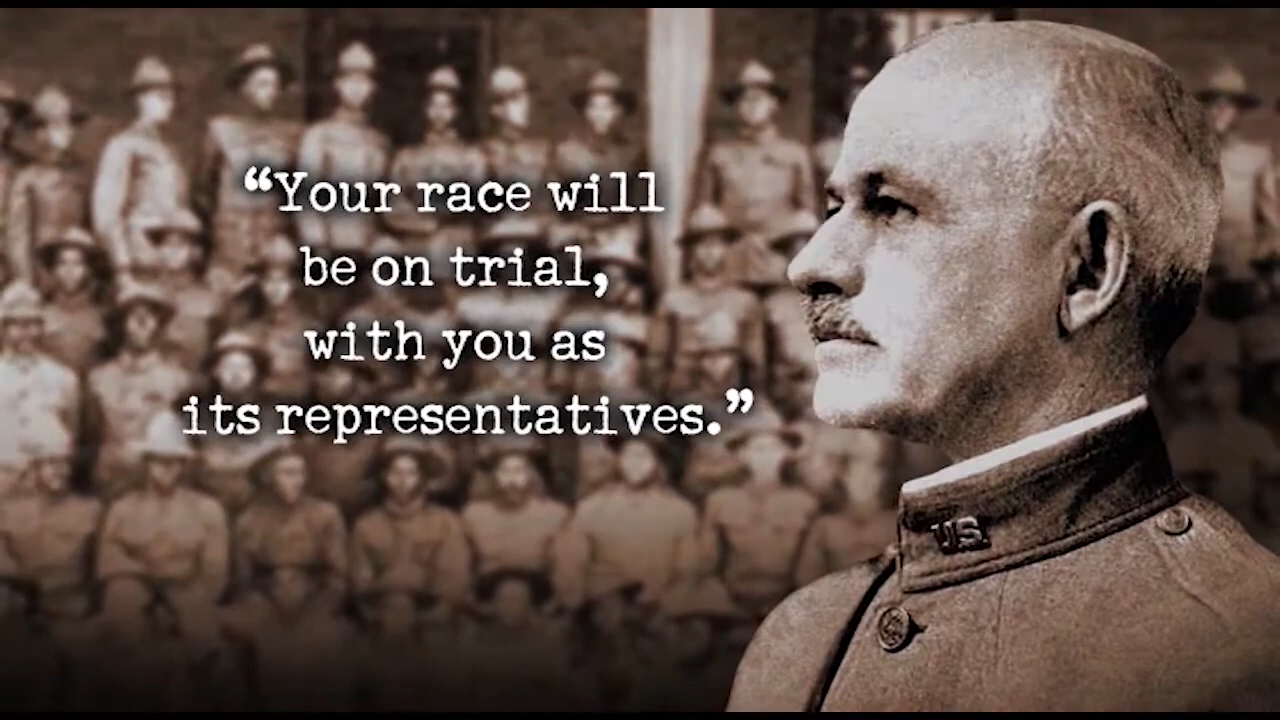 “Your race will
be on trial,
with you as
its representatives.”
U.S.